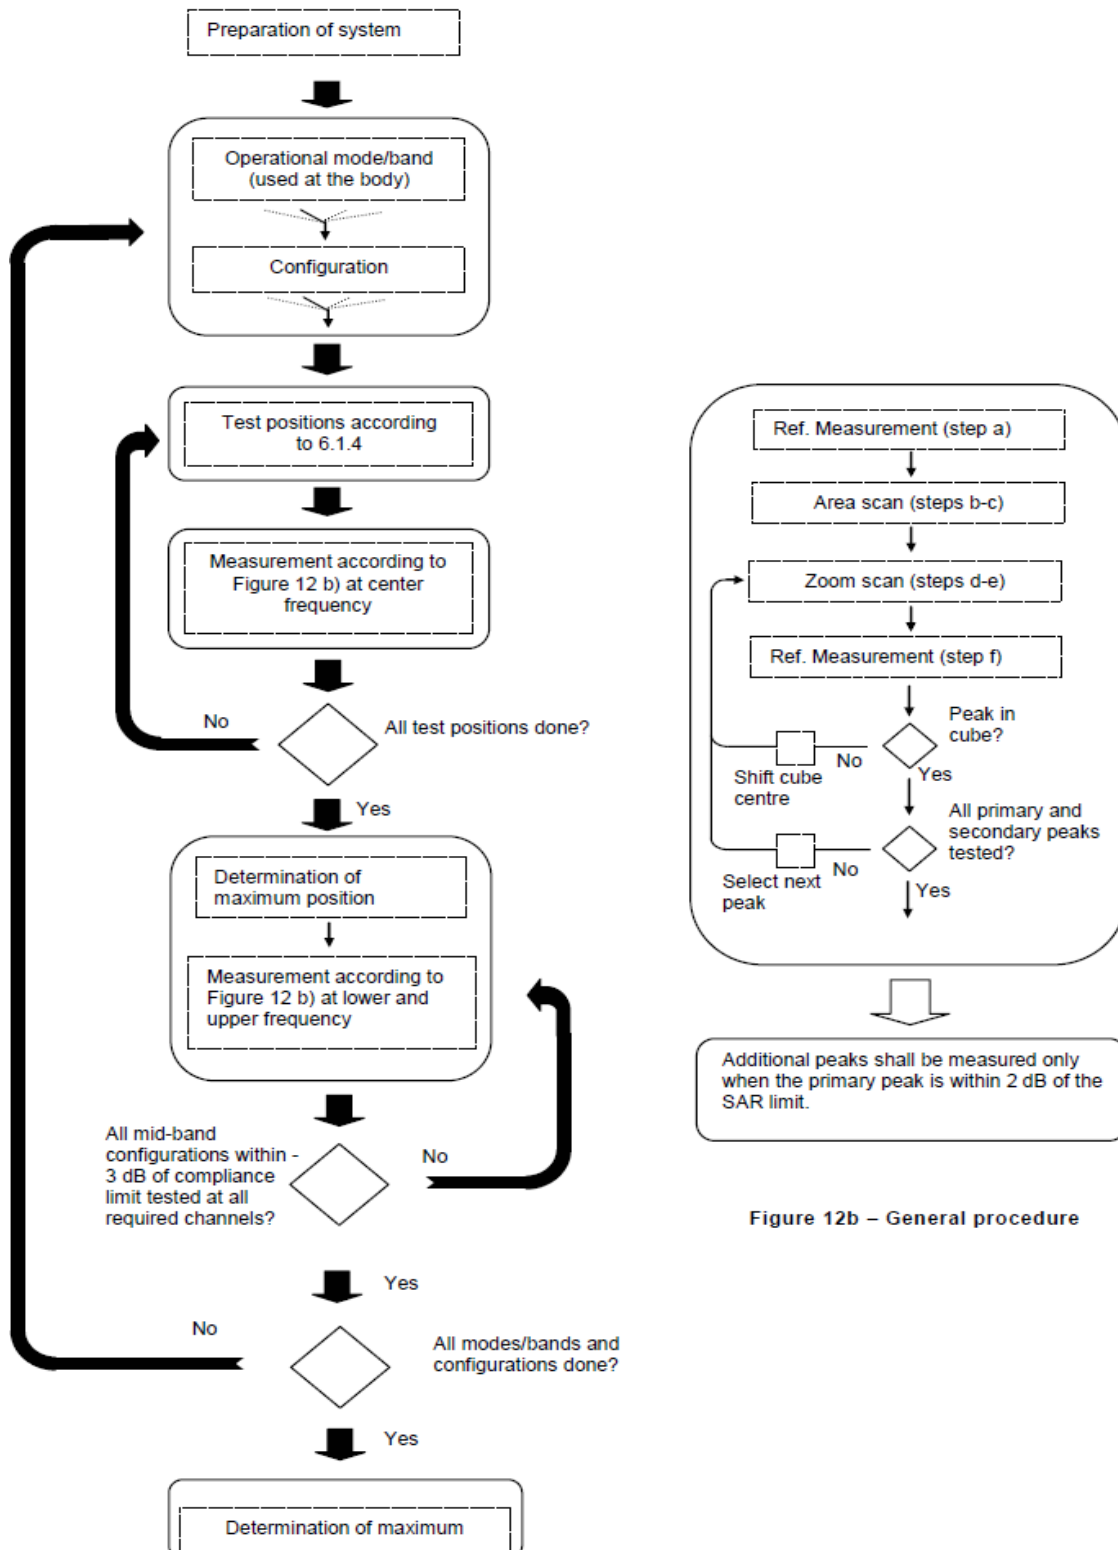 Preparation of system
Operational mode/band
(used at the body)
Configuration
Test positions according
to 6.1.4
Measurement according to
Figure 12 b) at center
frequency
No
All test positions done?
Yes
Determination of
maximum position
Measurement according to
Figure 12 b) at lower and
upper frequency
All mid-band
configurations within -
3 dB of compliance
limit tested at all
required channels?
No
Yes
No
All modes/bands and
configurations done?
Yes
Determination of maximum
Ref. Measurement (step a)
Area scan (steps b-c)
Zoom scan (steps d-e)
Ref. Measurement (step f)
Peak in
cube?
No
Shift cube
centre
Yes
All primary and
secondary peaks
tested?
No
Select next
peak
Yes
Additional peaks shall be measured only
when the primary peak is within 2 dB of the
SAR limit.
Figure 12b – General procedure